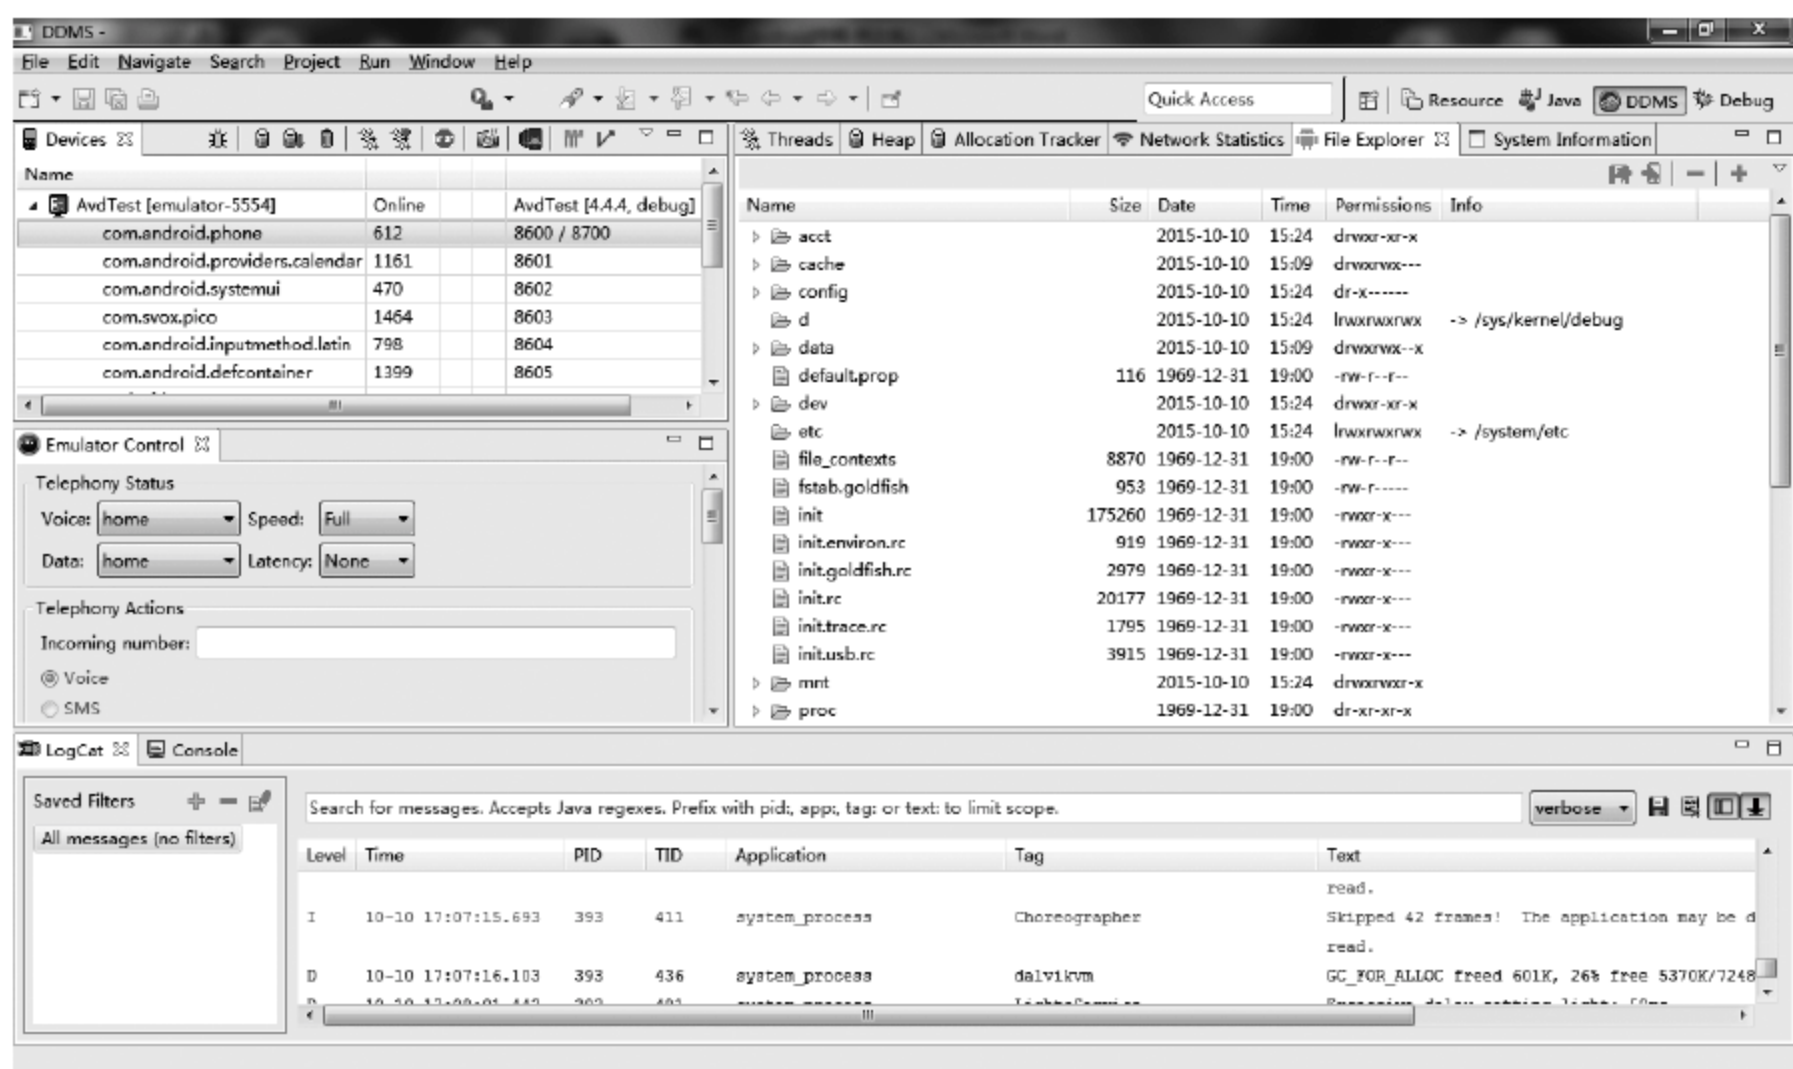 DDMS -
File Edit Navigate Search Project Run Window Help
Quick Access
Resource Java DDMS Debug
Devices
Name
AvdTest [emulator-5554] Online AvdTest [4.4.4, debug]
com.android.phone 612 8600 / 8700
com.android.providers.calendar 1161 8601
com.android.systemui 470 8602
com.svox.pico 1464 8603
com.android.inputmethod.latin 798 8604
com.android.defcontainer 1399 8605
Emulator Control
Telephony Status
Voice: home Speed: Full
Data: home Latency: None
Telephony Actions
Incoming number:
Voice
SMS
Threads Heap Allocation Tracker Network Statistics File Explorer System Information
Name Size Date Time Permissions Info
acct 2015-10-10 15:24 drwxr-xr-x
cache 2015-10-10 15:09 drwxrwx---
config 2015-10-10 15:24 dr-x------
d 2015-10-10 15:24 lrwxrwxrwx -> /sys/kernel/debug
data 2015-10-10 15:09 drwxrwx--x
default.prop 116 1969-12-31 19:00 -rw-r--r--
dev 2015-10-10 15:24 drwxr-xr-x
etc 2015-10-10 15:24 lrwxrwxrwx -> /system/etc
file_contexts 8870 1969-12-31 19:00 -rw-r--r--
fstab.goldfish 953 1969-12-31 19:00 -rw-r-----
init 175260 1969-12-31 19:00 -rwxr-x---
init.environ.rc 919 1969-12-31 19:00 -rwxr-x---
init.goldfish.rc 2979 1969-12-31 19:00 -rwxr-x---
init.rc 20177 1969-12-31 19:00 -rwxr-x---
init.trace.rc 1795 1969-12-31 19:00 -rwxr-x---
init.usb.rc 3915 1969-12-31 19:00 -rwxr-x---
mnt 2015-10-10 15:24 drwxrwxr-x
proc 1969-12-31 19:00 dr-xr-xr-x
LogCat Console
Saved Filters
All messages (no filters)
Search for messages. Accepts Java regexes. Prefix with pid:, app:, tag: or text: to limit scope.
verbose
Level Time PID TID Application Tag Text
read.
I 10-10 17:07:15.693 393 411 system_process Choreographer Skipped 42 frames! The application may be d
read.
D 10-10 17:07:16.103 393 436 system_process dalvikvm GC_FOR_ALLOC freed 601K, 26% free 5370K/7248